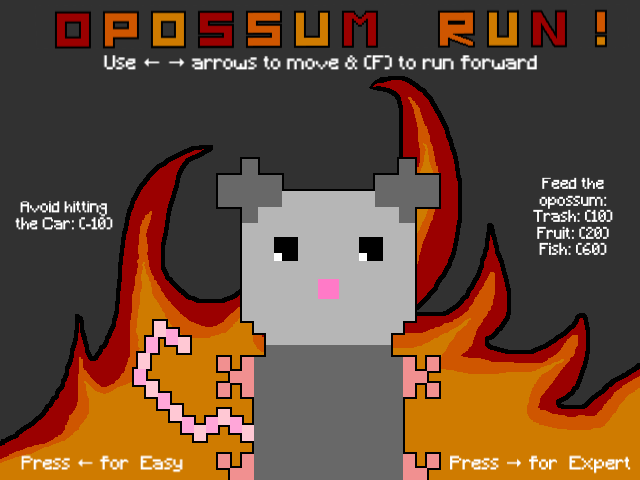 OPOSSUM RUN!
Use ← → arrows to move & (F) to run forward
Avoid hitting
the Car: (-10)
Feed the
opossum:
Trash: (10)
Fruit: (20)
Fish: (60)
Press ← for Easy
Press → for Expert